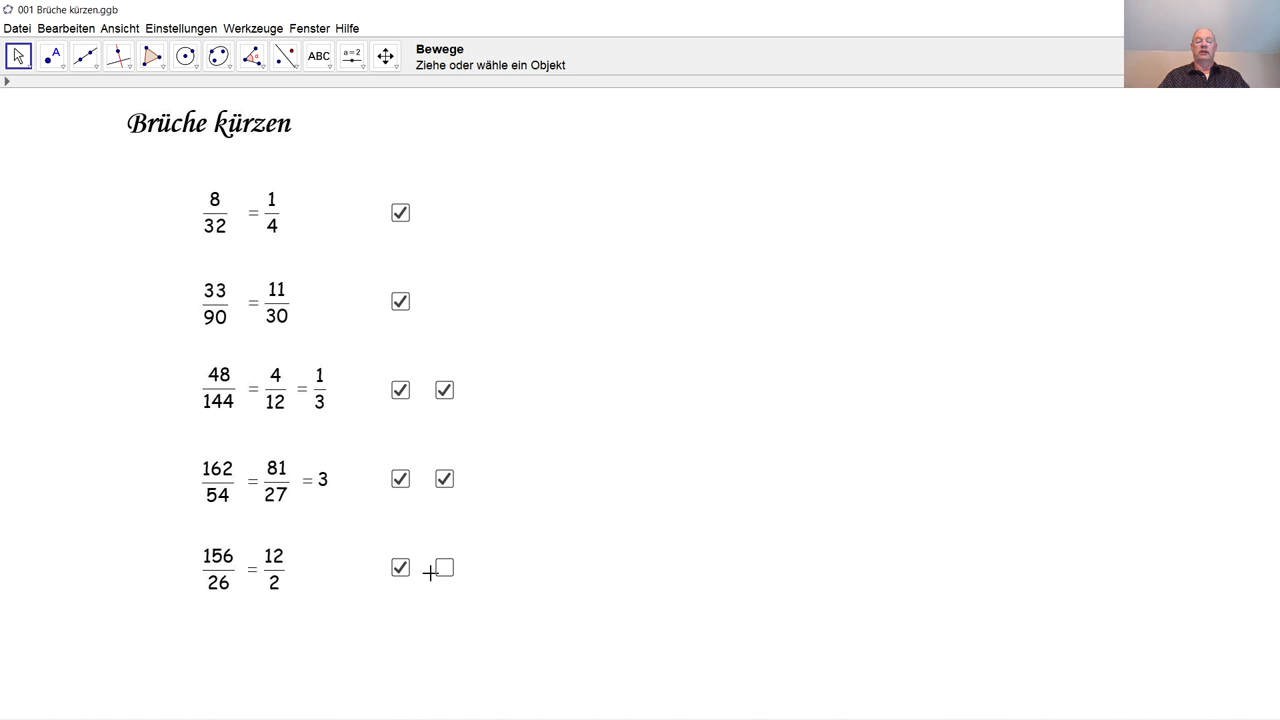 001 Brüche kürzen.ggb
Datei Bearbeiten Ansicht Einstellungen Werkzeuge Fenster Hilfe
A
ABC
a=2
Bewege
Ziehe oder wähle ein Objekt
Brüche kürzen
8/32 = 1/4
33/90 = 11/30
48/144 = 4/12 = 1/3
162/54 = 81/27 = 3
156/26 = 12/2